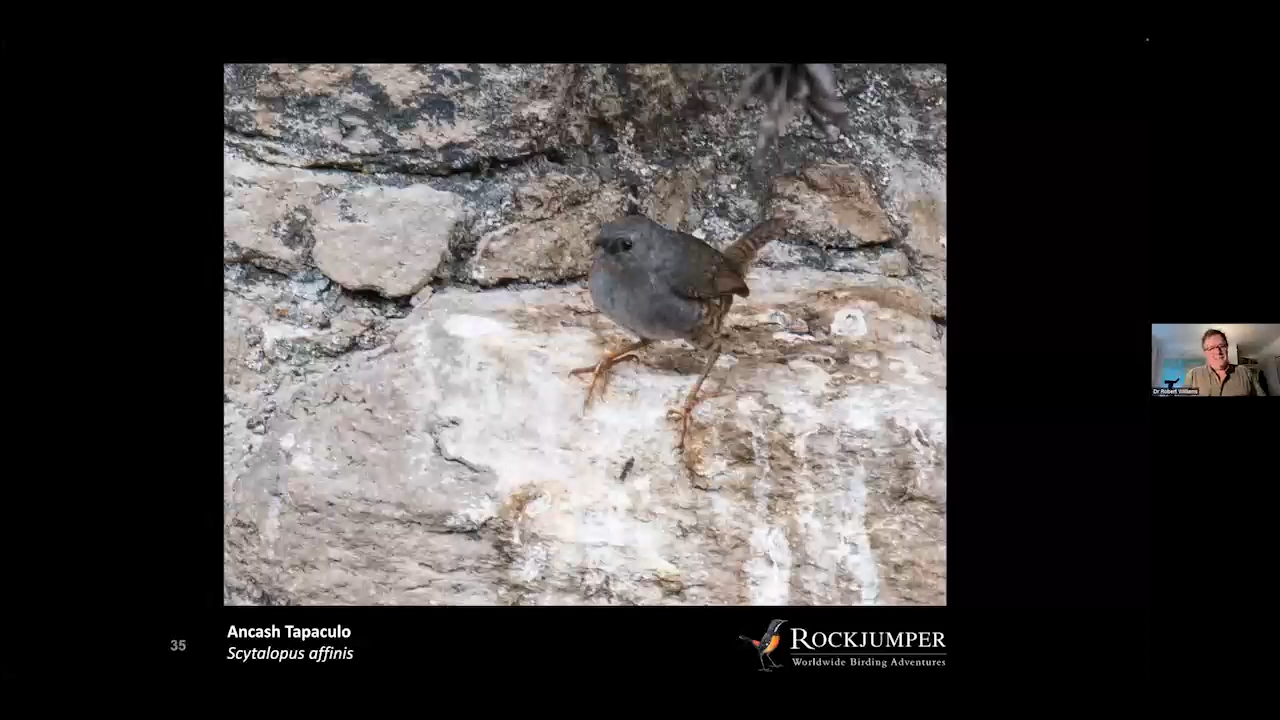 Dr Robert Williams
35
Ancash Tapaculo
Scytalopus affinis
ROCKJUMPER
Worldwide Birding Adventures